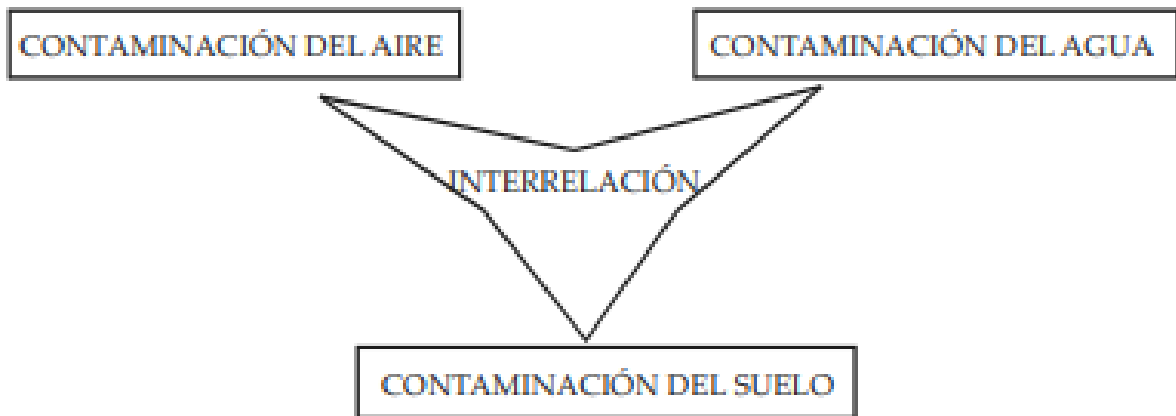 CONTAMINACIÓN DEL AIRE
CONTAMINACIÓN DEL AGUA
INTERRELACIÓN
CONTAMINACIÓN DEL SUELO